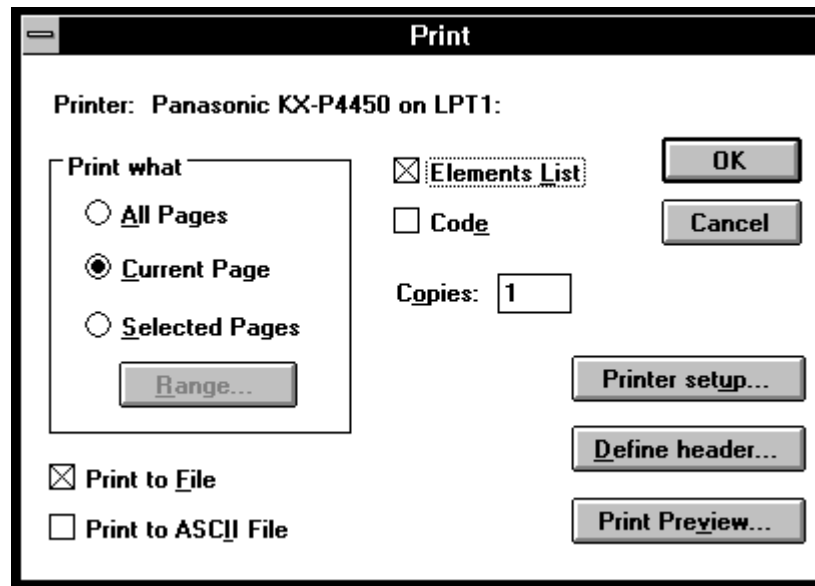 Print
Printer: Panasonic KX-P4450 on LPT1:
Print what
All Pages
Current Page
Selected Pages
Range...
Elements List
Code
Copies: 1
OK
Cancel
Printer setup...
Define header...
Print Preview...
Print to File
Print to ASCII File